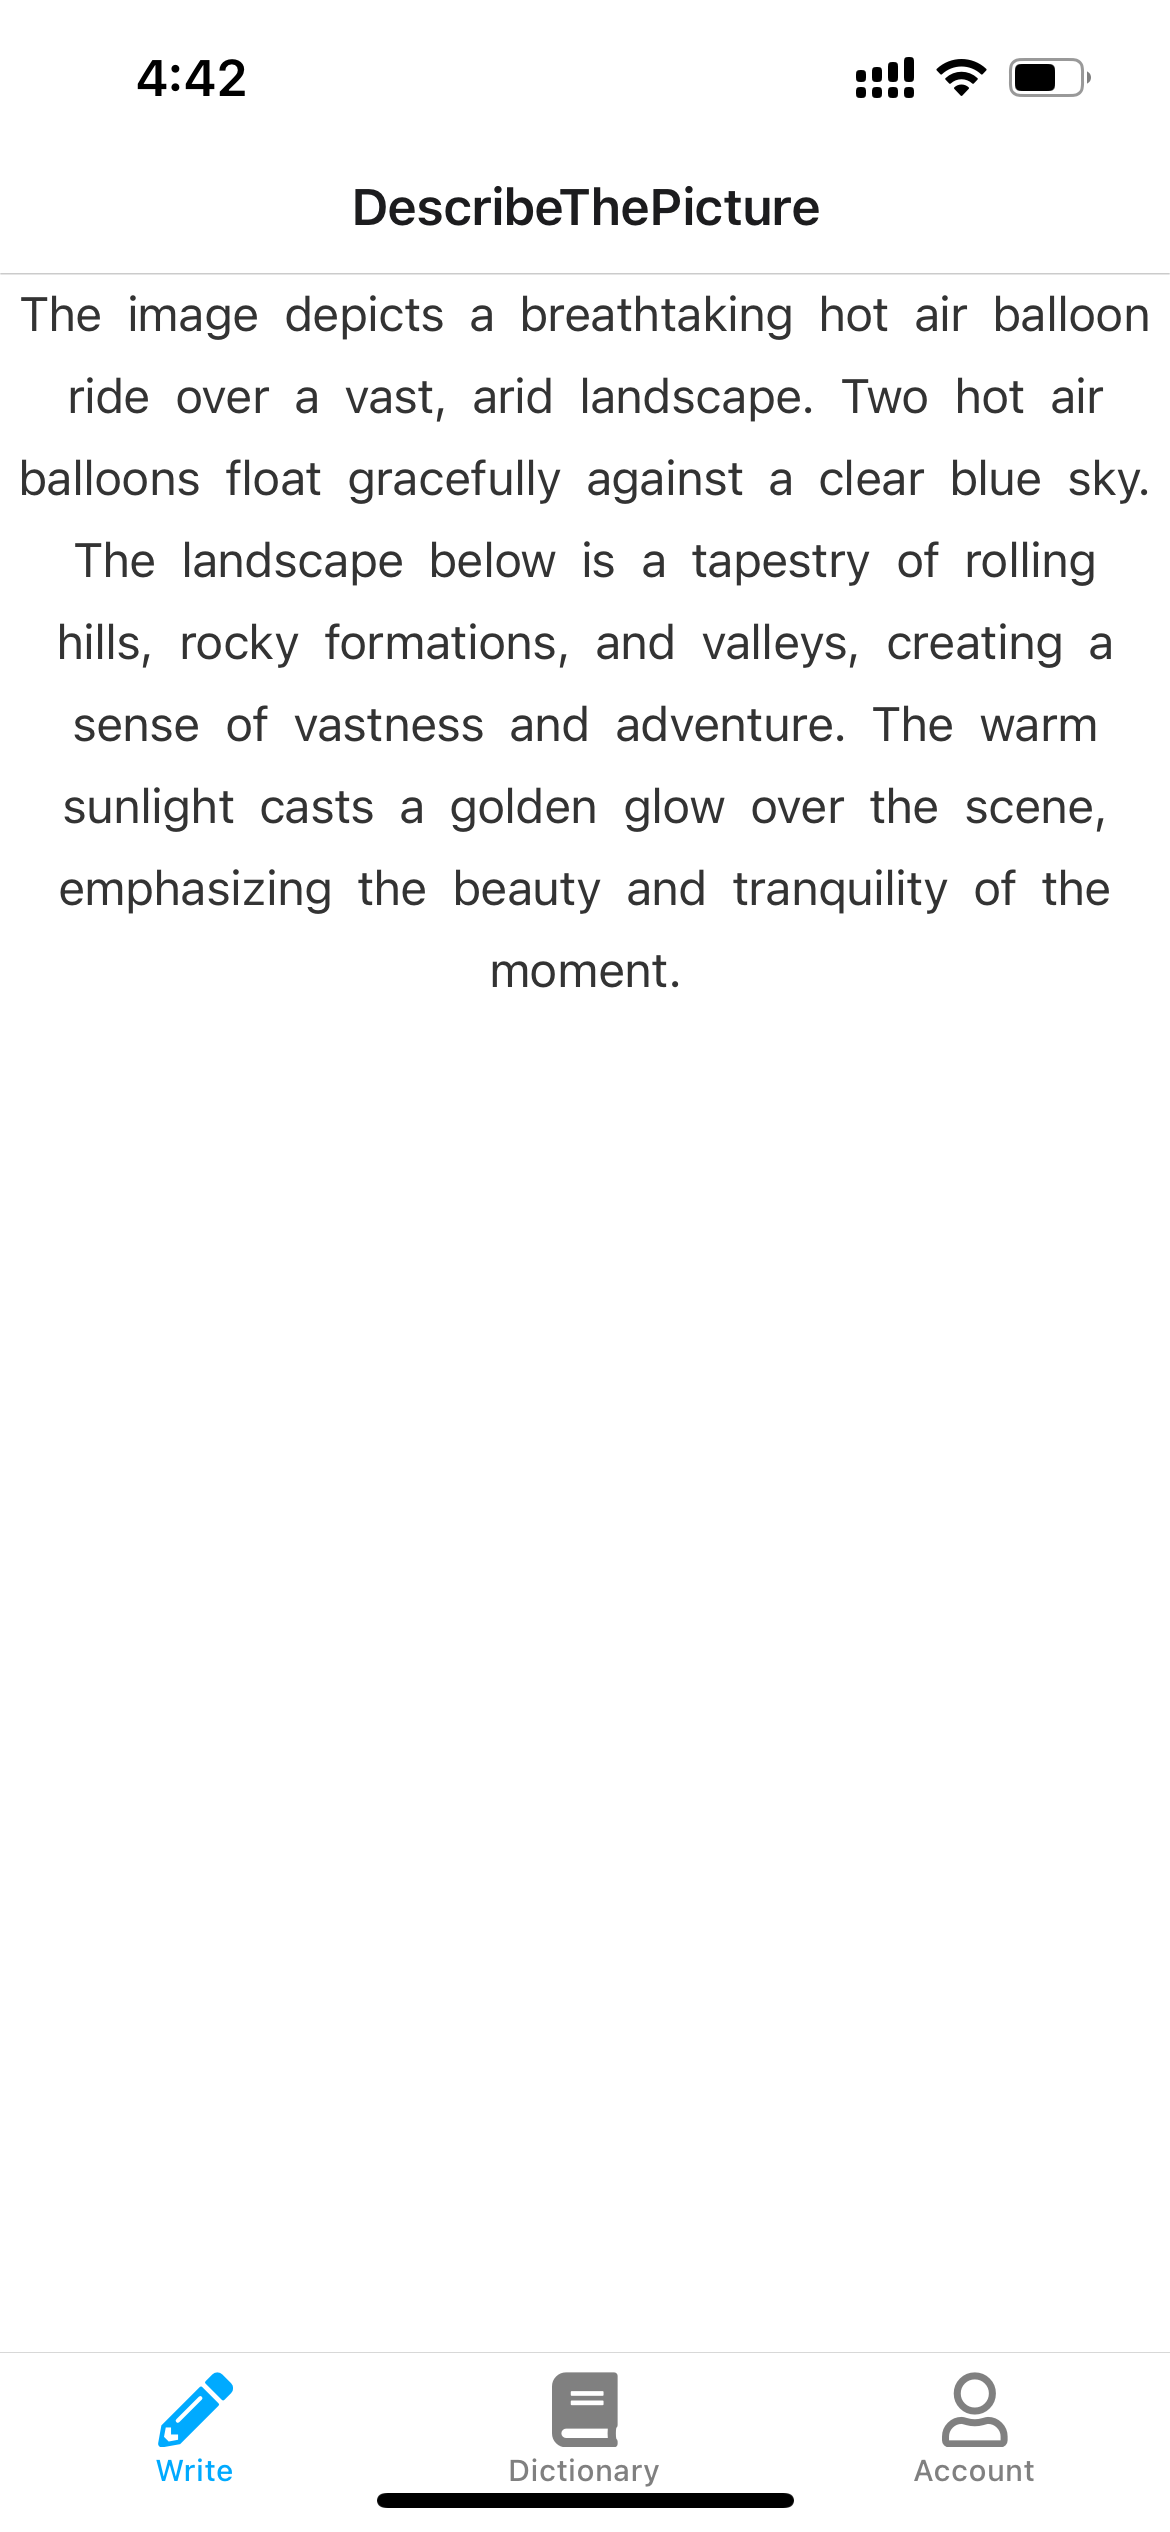 4:42
DescribeThePicture
The image depicts a breathtaking hot air balloon
ride over a vast, arid landscape. Two hot air
balloons float gracefully against a clear blue sky.
The landscape below is a tapestry of rolling
hills, rocky formations, and valleys, creating a
sense of vastness and adventure. The warm
sunlight casts a golden glow over the scene,
emphasizing the beauty and tranquility of the
moment.
Write
Dictionary
Account